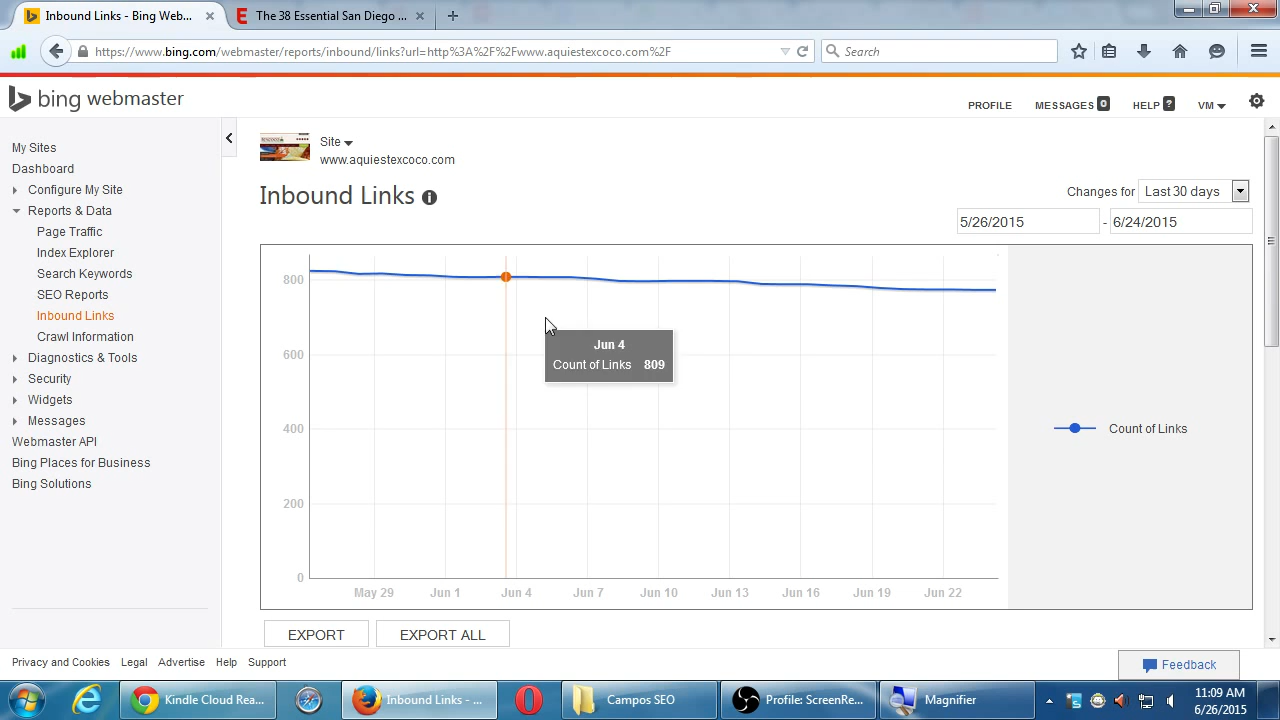 Inbound Links - Bing Web...
The 38 Essential San Diego ...
https://www.bing.com/webmaster/reports/inbound/links?url=http%3A%2F%2Fwww.aquiestexcoco.com%2F
Search
bing webmaster
PROFILE
MESSAGES 0
HELP ?
VM
My Sites
Dashboard
Configure My Site
Reports & Data
Page Traffic
Index Explorer
Search Keywords
SEO Reports
Inbound Links
Crawl Information
Diagnostics & Tools
Security
Widgets
Messages
Webmaster API
Bing Places for Business
Bing Solutions
Site
www.aquiestexcoco.com
Inbound Links
Changes for Last 30 days
5/26/2015 - 6/24/2015
800
600
400
200
0
Jun 4
Count of Links 809
May 29 Jun 1 Jun 4 Jun 7 Jun 10 Jun 13 Jun 16 Jun 19 Jun 22
Count of Links
EXPORT EXPORT ALL
Privacy and Cookies Legal Advertise Help Support
Feedback
Kindle Cloud Rea...
Inbound Links - ...
Campos SEO
Profile: ScreenRe...
Magnifier
11:09 AM
6/26/2015